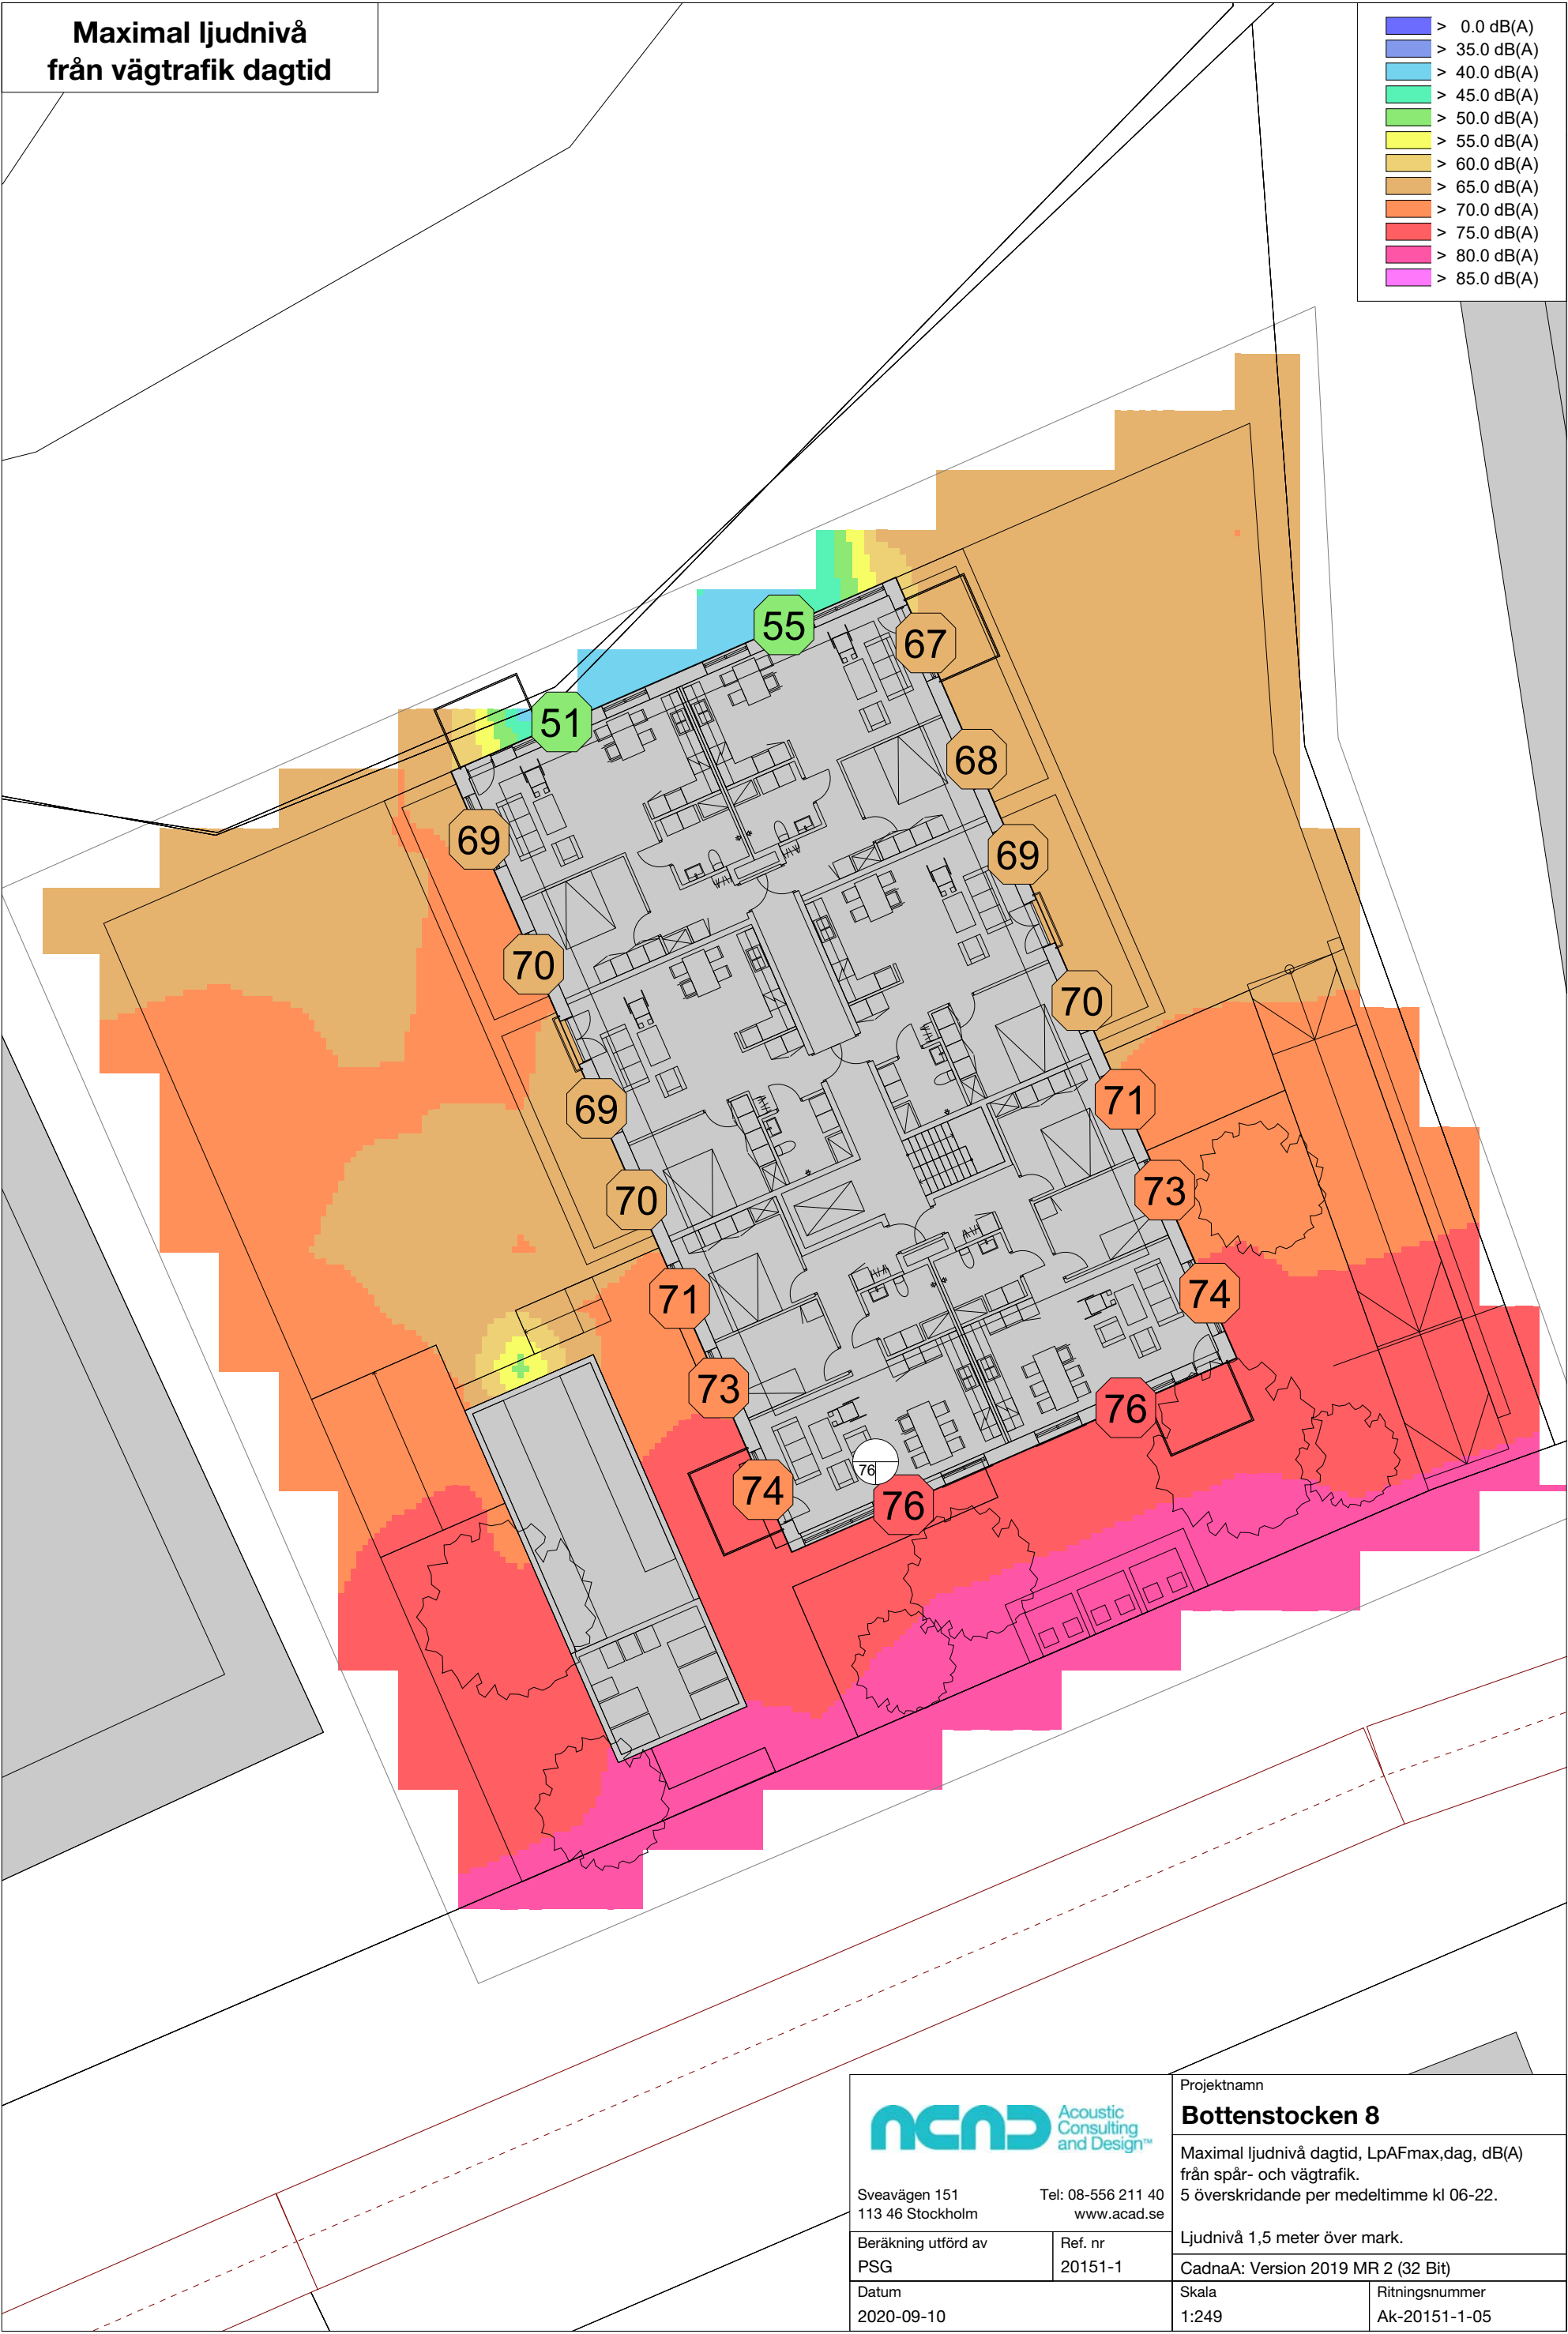 Maximal ljudnivå
från vägtrafik dagtid
> 0.0 dB(A)
> 35.0 dB(A)
> 40.0 dB(A)
> 45.0 dB(A)
> 50.0 dB(A)
> 55.0 dB(A)
> 60.0 dB(A)
> 65.0 dB(A)
> 70.0 dB(A)
> 75.0 dB(A)
> 80.0 dB(A)
> 85.0 dB(A)
55
67
51
68
69
69
70
70
69
71
73
70
74
71
73
76
76
74
76
ACAD
Acoustic
Consulting
and Design™
Sveavägen 151
113 46 Stockholm
Tel: 08-556 211 40
www.acad.se
Beräkning utförd av
PSG
Ref. nr
20151-1
Datum
2020-09-10
Projektnamn
Bottenstocken 8
Maximal ljudnivå dagtid, LpAFmax,dag, dB(A)
från spår- och vägtrafik.
5 överskridande per medeltimme kl 06-22.
Ljudnivå 1,5 meter över mark.
CadnaA: Version 2019 MR 2 (32 Bit)
Skala
1:249
Ritningsnummer
Ak-20151-1-05